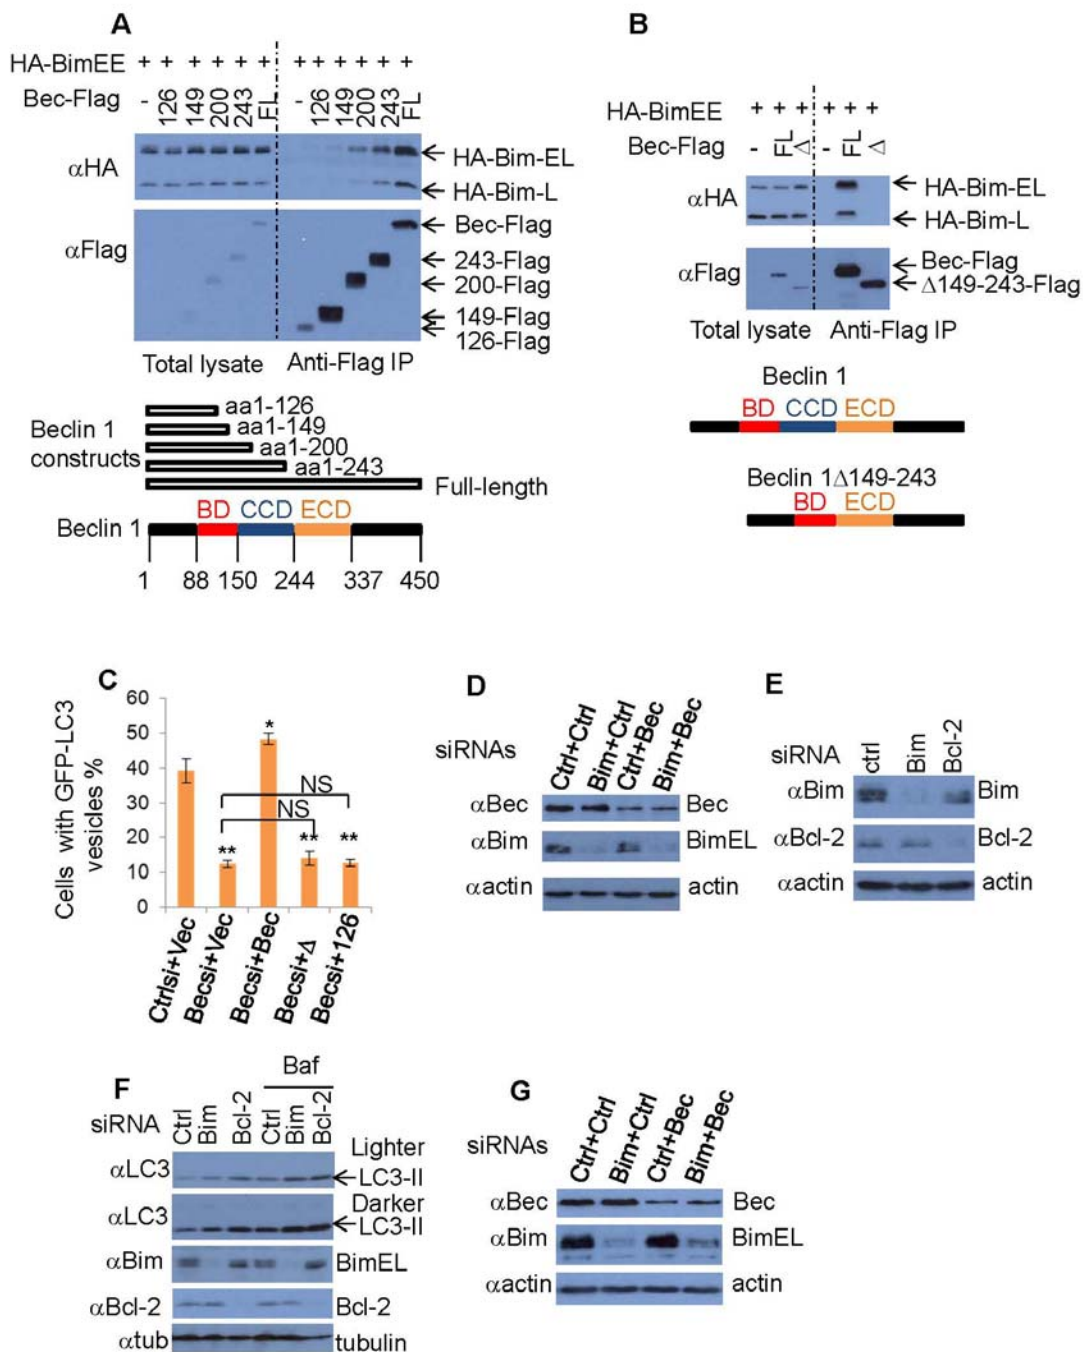 A
HA-BimEE + + + + + + + + + + + +
Bec-Flag - 126 149 200 243 FL - 126 149 200 243 FL
αHA
HA-Bim-EL
HA-Bim-L
αFlag
Bec-Flag
243-Flag
200-Flag
149-Flag
126-Flag
Total lysate Anti-Flag IP
Beclin 1 constructs
aa1-126
aa1-149
aa1-200
aa1-243
Full-length
BD CCD ECD
Beclin 1
1 88 150 244 337 450
B
HA-BimEE + + + + + +
Bec-Flag - FL Δ - FL Δ
αHA
HA-Bim-EL
HA-Bim-L
αFlag
Bec-Flag
Δ149-243-Flag
Total lysate Anti-Flag IP
Beclin 1
BD CCD ECD
Beclin 1Δ149-243
BD ECD
C
Cells with GFP-LC3
vesicles %
60
50
40
30
20
10
0
** * ** **
NS
NS
Ctrlsi+Vec
Becsi+Vec
Becsi+Bec
Becsi+Δ
Becsi+126
D
siRNAs
Ctrl+Ctrl
Bim+Ctrl
Ctrl+Bec
Bim+Bec
αBec Bec
αBim BimEL
αactin actin
E
siRNA ctrl Bim Bcl-2
αBim Bim
αBcl-2 Bcl-2
αactin actin
F
Baf
siRNA Ctrl Bim Bcl-2 Ctrl Bim Bcl-2
Lighter
αLC3 LC3-II
Darker
αLC3 LC3-II
αBim BimEL
αBcl-2 Bcl-2
αtub tubulin
G
siRNAs
Ctrl+Ctrl
Bim+Ctrl
Ctrl+Bec
Bim+Bec
αBec Bec
αBim BimEL
αactin actin